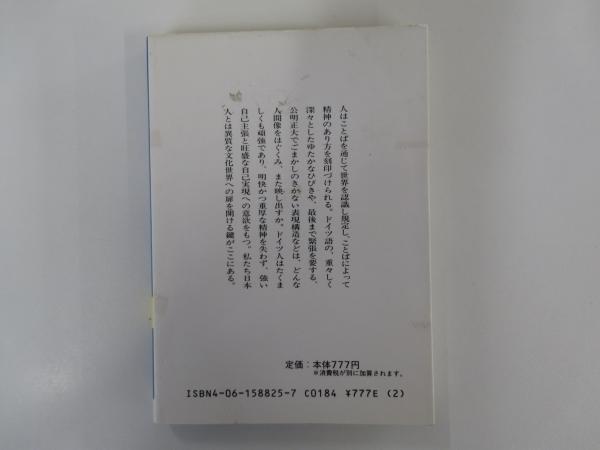 人はことばを通じて世界を認識し規定し、ことばによって
精神のあり方を刻印づけられる。ドイツ語の、重々しく
深々としたゆたかなひびきや、最後まで緊張を要する、
公明正大でごまかしのきかない表現構造などは、どんな
人間像をはぐくみ、また映し出すか。ドイツ人はたくま
しくも頑強であり、明快かつ重厚な精神を失わず、強い
自己主張と旺盛な自己実現への意欲をもつ。私たち日本
人とは異質な文化世界への扉を開ける鍵がここにある。
定価：本体777円
※消費税が別に加算されます。
ISBN4-06-158825-7 C0184 ¥777E (2)